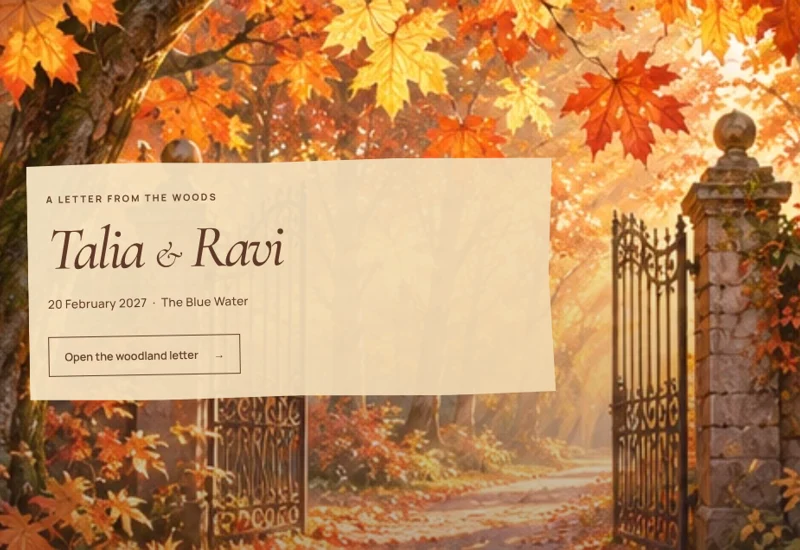 A LETTER FROM THE WOODS
Talia & Ravi
20 February 2027 · The Blue Water
Open the woodland letter →